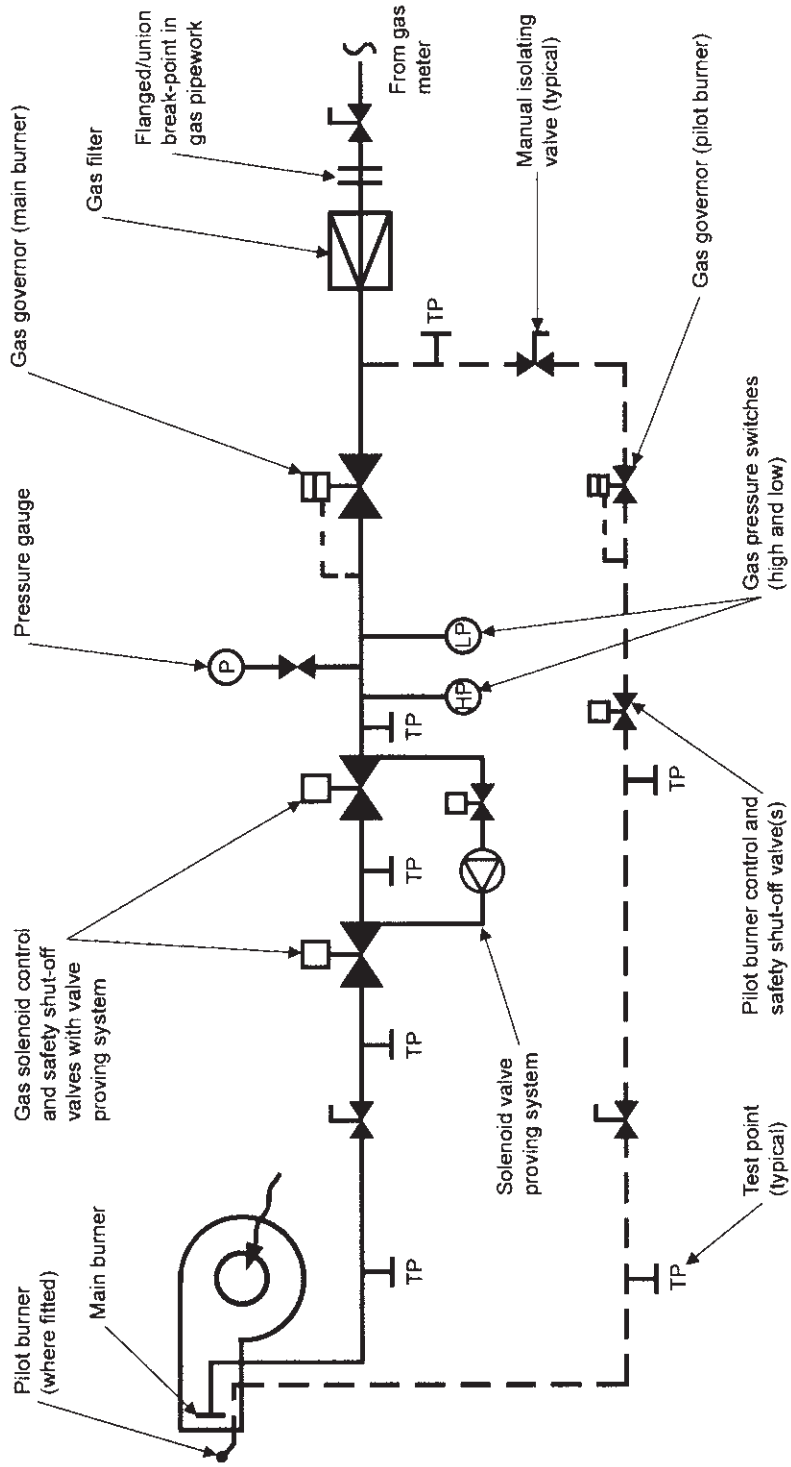 Pilot burner
(where fitted)
Main burner
Gas solenoid control
and safety shut-off
valves with valve
proving system
Pressure gauge
Gas governor (main burner)
Gas filter
Flanged/union
break-point in
gas pipework
From gas
meter
P
TP
TP
TP
TP
HP
LP
TP
Solenoid valve
proving system
Manual isolating
valve (typical)
TP
TP
Test point
(typical)
Pilot burner control and
safety shut-off valve(s)
Gas pressure switches
(high and low)
Gas governor (pilot burner)